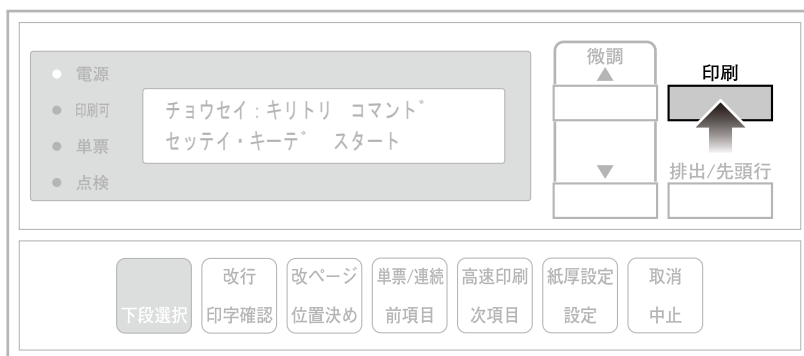 電源
印刷可
単票
点検
チョウセイ：キリトリ コマンド
セッテイ・キーデ スタート
微調
▲
▼
印刷
排出/先頭行
下段選択
改行
印字確認
改ページ
位置決め
単票/連続
前項目
高速印刷
次項目
紙厚設定
設定
取消
中止